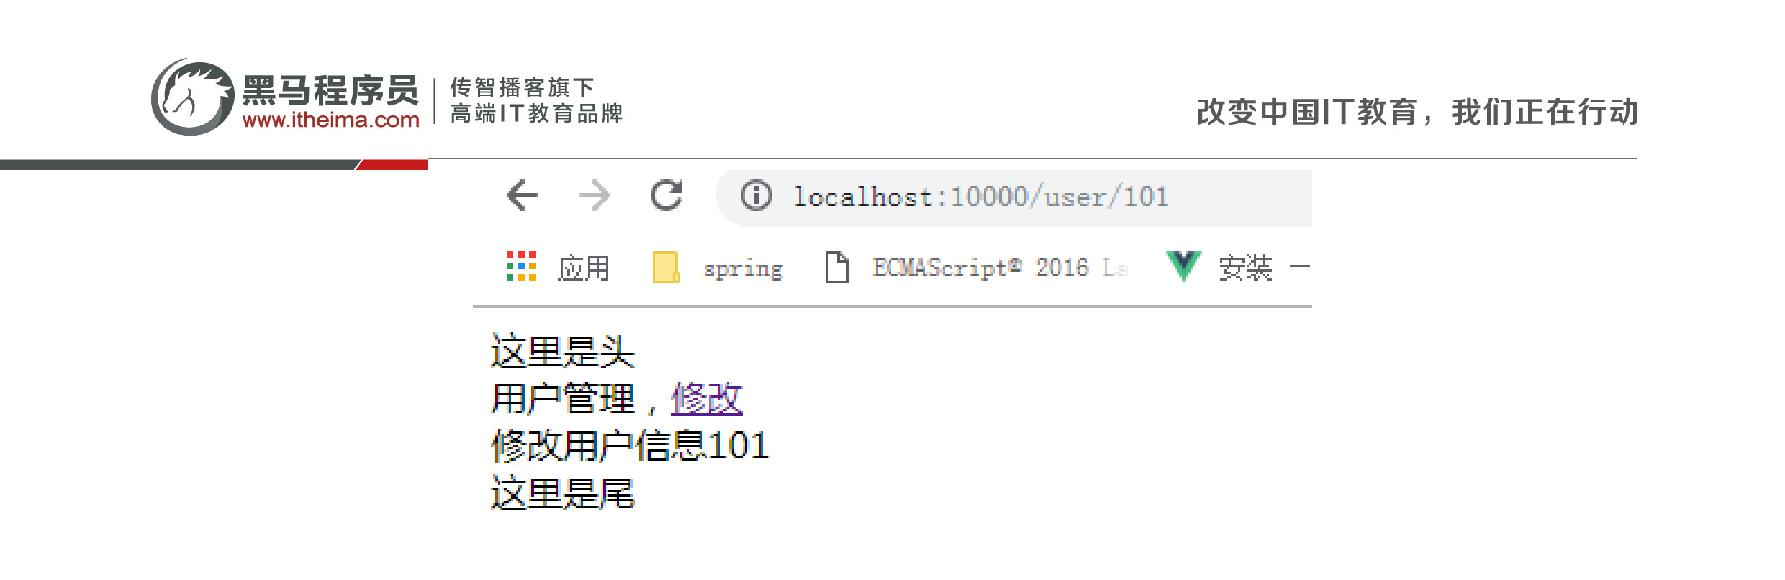 黑马程序员
www.itheima.com
传智播客旗下
高端IT教育品牌
改变中国IT教育，我们正在行动
localhost:10000/user/101
应用 spring ECMAScript® 2016 La 安装 一
这里是头
用户管理，修改
修改用户信息101
这里是尾